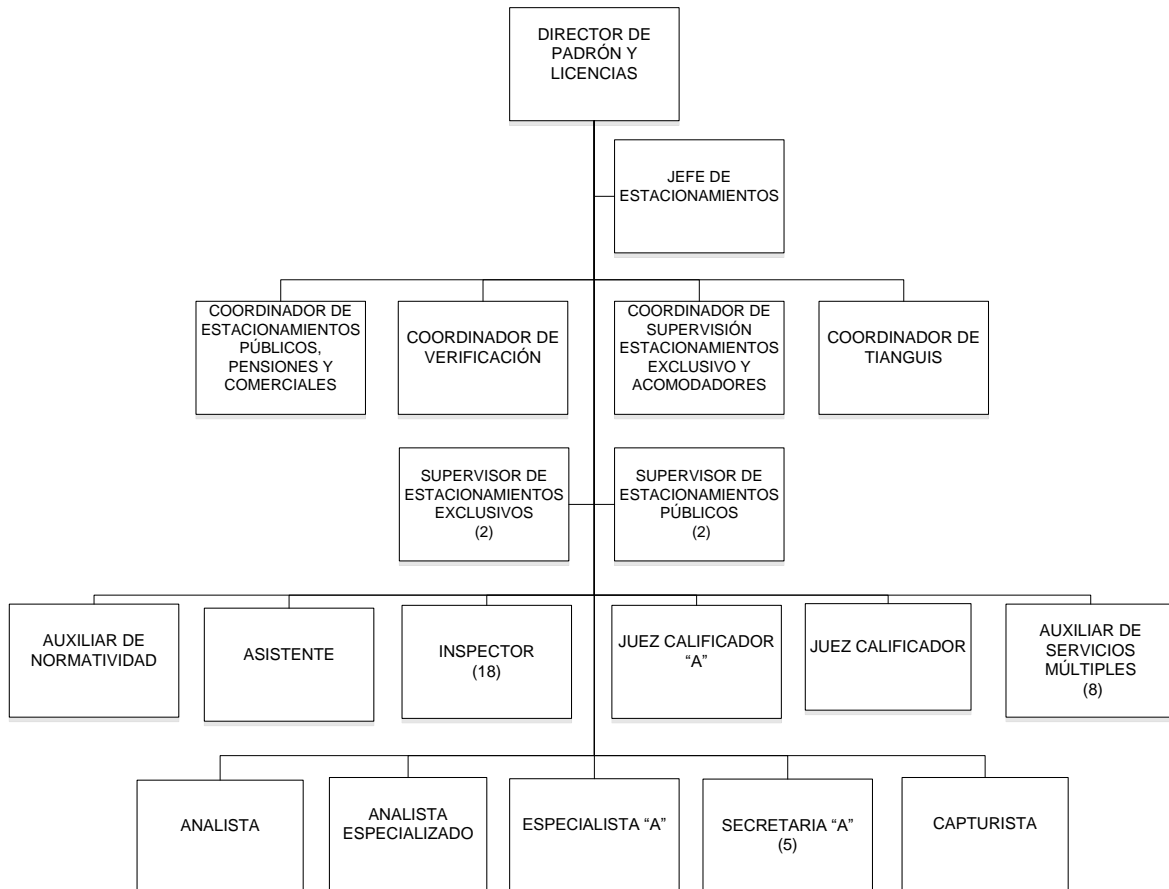 DIRECTOR DE
PADRÓN Y
LICENCIAS
JEFE DE
ESTACIONAMIENTOS
COORDINADOR DE
ESTACIONAMIENTOS
PÚBLICOS,
PENSIONES Y
COMERCIALES
COORDINADOR DE
VERIFICACIÓN
COORDINADOR DE
SUPERVISIÓN
ESTACIONAMIENTOS
EXCLUSIVO Y
ACOMODADORES
COORDINADOR DE
TIANGUIS
SUPERVISOR DE
ESTACIONAMIENTOS
EXCLUSIVOS
(2)
SUPERVISOR DE
ESTACIONAMIENTOS
PÚBLICOS
(2)
AUXILIAR DE
NORMATIVIDAD
ASISTENTE
INSPECTOR
(18)
JUEZ CALIFICADOR
“A”
JUEZ CALIFICADOR
AUXILIAR DE
SERVICIOS
MÚLTIPLES
(8)
ANALISTA
ANALISTA
ESPECIALIZADO
ESPECIALISTA “A”
SECRETARIA “A”
(5)
CAPTURISTA